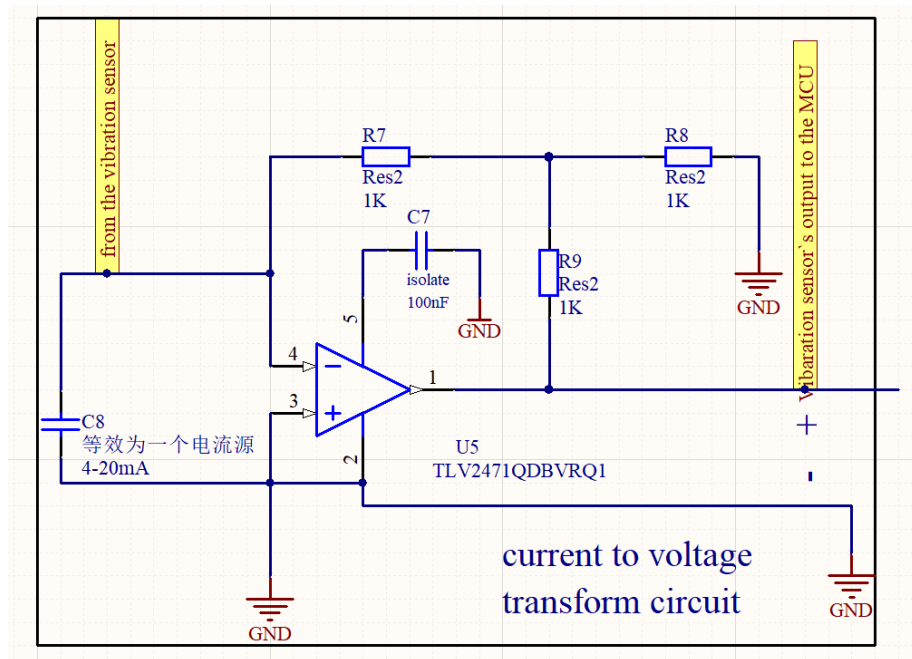 from the vibration sensor
Vibaration sensor`s output to the MCU
R7
Res2
1K
R8
Res2
1K
C7
isolate
100nF
GND
R9
Res2
1K
GND
5
4
3
1
2
C8
等效为一个电流源
4-20mA
U5
TLV2471QDBVRQ1
+
-
current to voltage
transform circuit
GND
GND